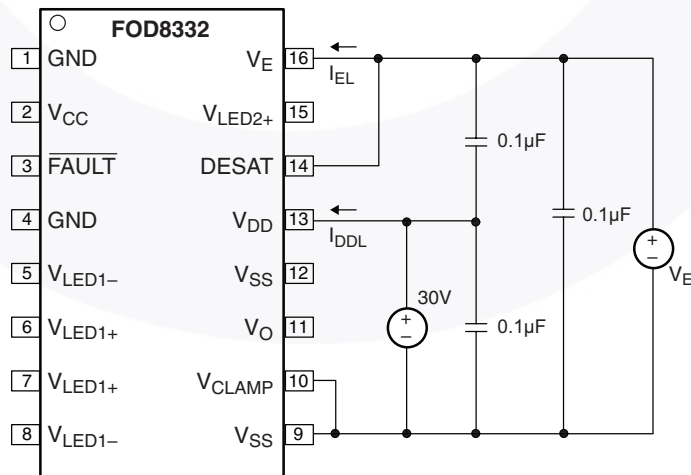 FOD8332
1 GND
2 VCC
3 FAULT
4 GND
5 VLED1-
6 VLED1+
7 VLED1+
8 VLED1-
VE 16
VLED2+ 15
DESAT 14
VDD 13
VSS 12
VO 11
VCLAMP 10
VSS 9
IEL
IDDL
0.1µF
0.1µF
0.1µF
30V
+
–
+
–
VE